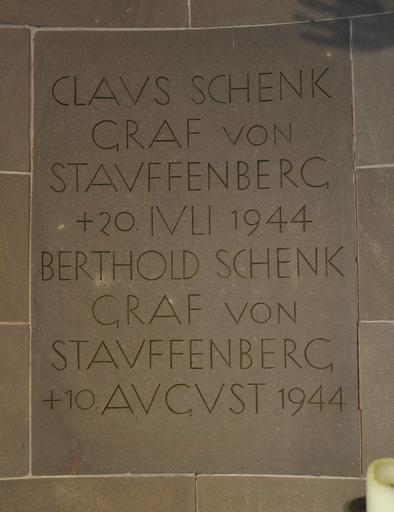 CLAVS SCHENK
GRAF VON
STAVFFENBERG
+20. IVLI 1944
BERTHOLD SCHENK
GRAF VON
STAVFFENBERG
+10. AVGVST 1944